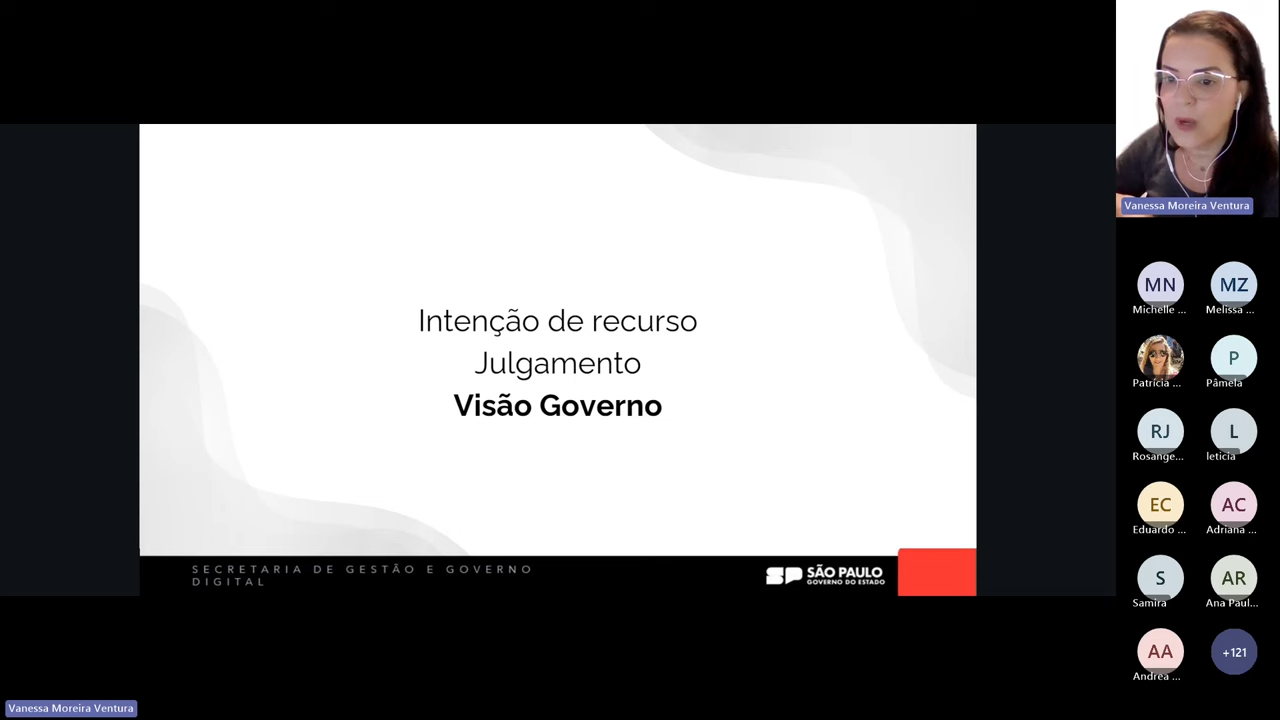 Intenção de recurso
Julgamento
Visão Governo
SECRETARIA DE GESTÃO E GOVERNO
DIGITAL
SP SÃO PAULO
GOVERNO DO ESTADO
Vanessa Moreira Ventura
MN MZ
Michelle ... Melissa ...
P
Patrícia ... Pâmela
RJ L
Rosange... leticia
EC AC
Eduardo ... Adriana ...
S AR
Samira Ana Paul...
AA +121
Andrea ...
Vanessa Moreira Ventura